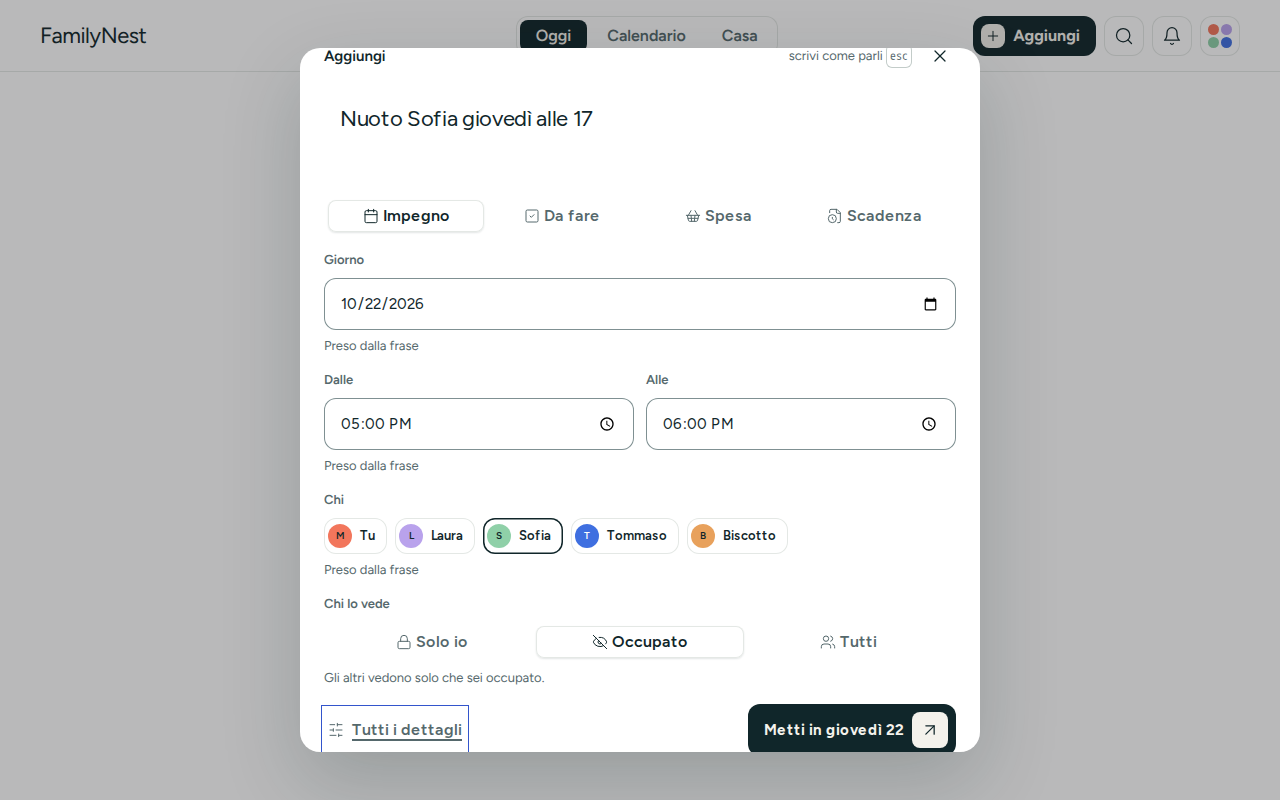 FamilyNest
Oggi Calendario Casa
Aggiungi
Aggiungi
scrivi come parli esc
Nuoto Sofia giovedì alle 17
Impegno Da fare Spesa Scadenza
Giorno
10/22/2026
Preso dalla frase
Dalle Alle
05:00 PM 06:00 PM
Preso dalla frase
Chi
M Tu L Laura S Sofia T Tommaso B Biscotto
Preso dalla frase
Chi lo vede
Solo io Occupato Tutti
Gli altri vedono solo che sei occupato.
Tutti i dettagli Metti in giovedì 22